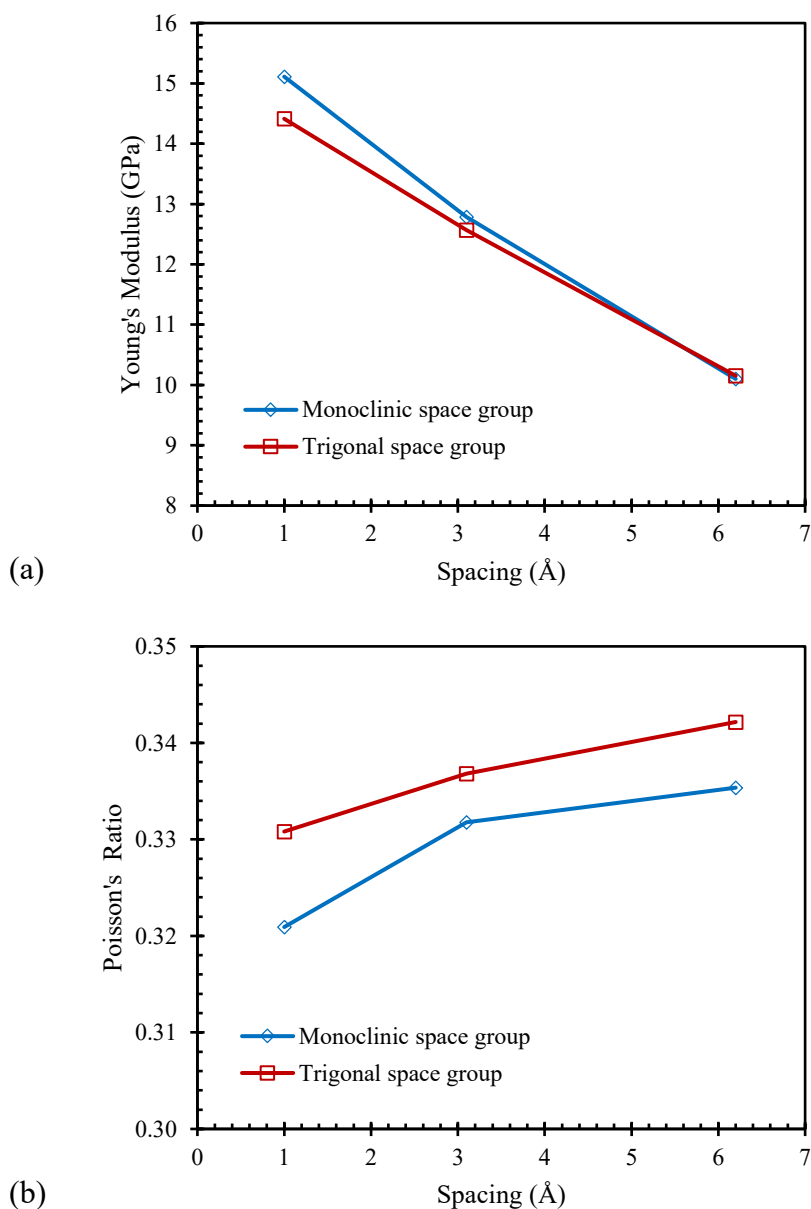 16
15
14
13
12
11
10
9
8
Young's Modulus (GPa)
Monoclinic space group
Trigonal space group
0 1 2 3 4 5 6 7
Spacing (Å)
(a)
0.35
0.34
0.33
0.32
0.31
0.30
Poisson's Ratio
Monoclinic space group
Trigonal space group
0 1 2 3 4 5 6 7
Spacing (Å)
(b)